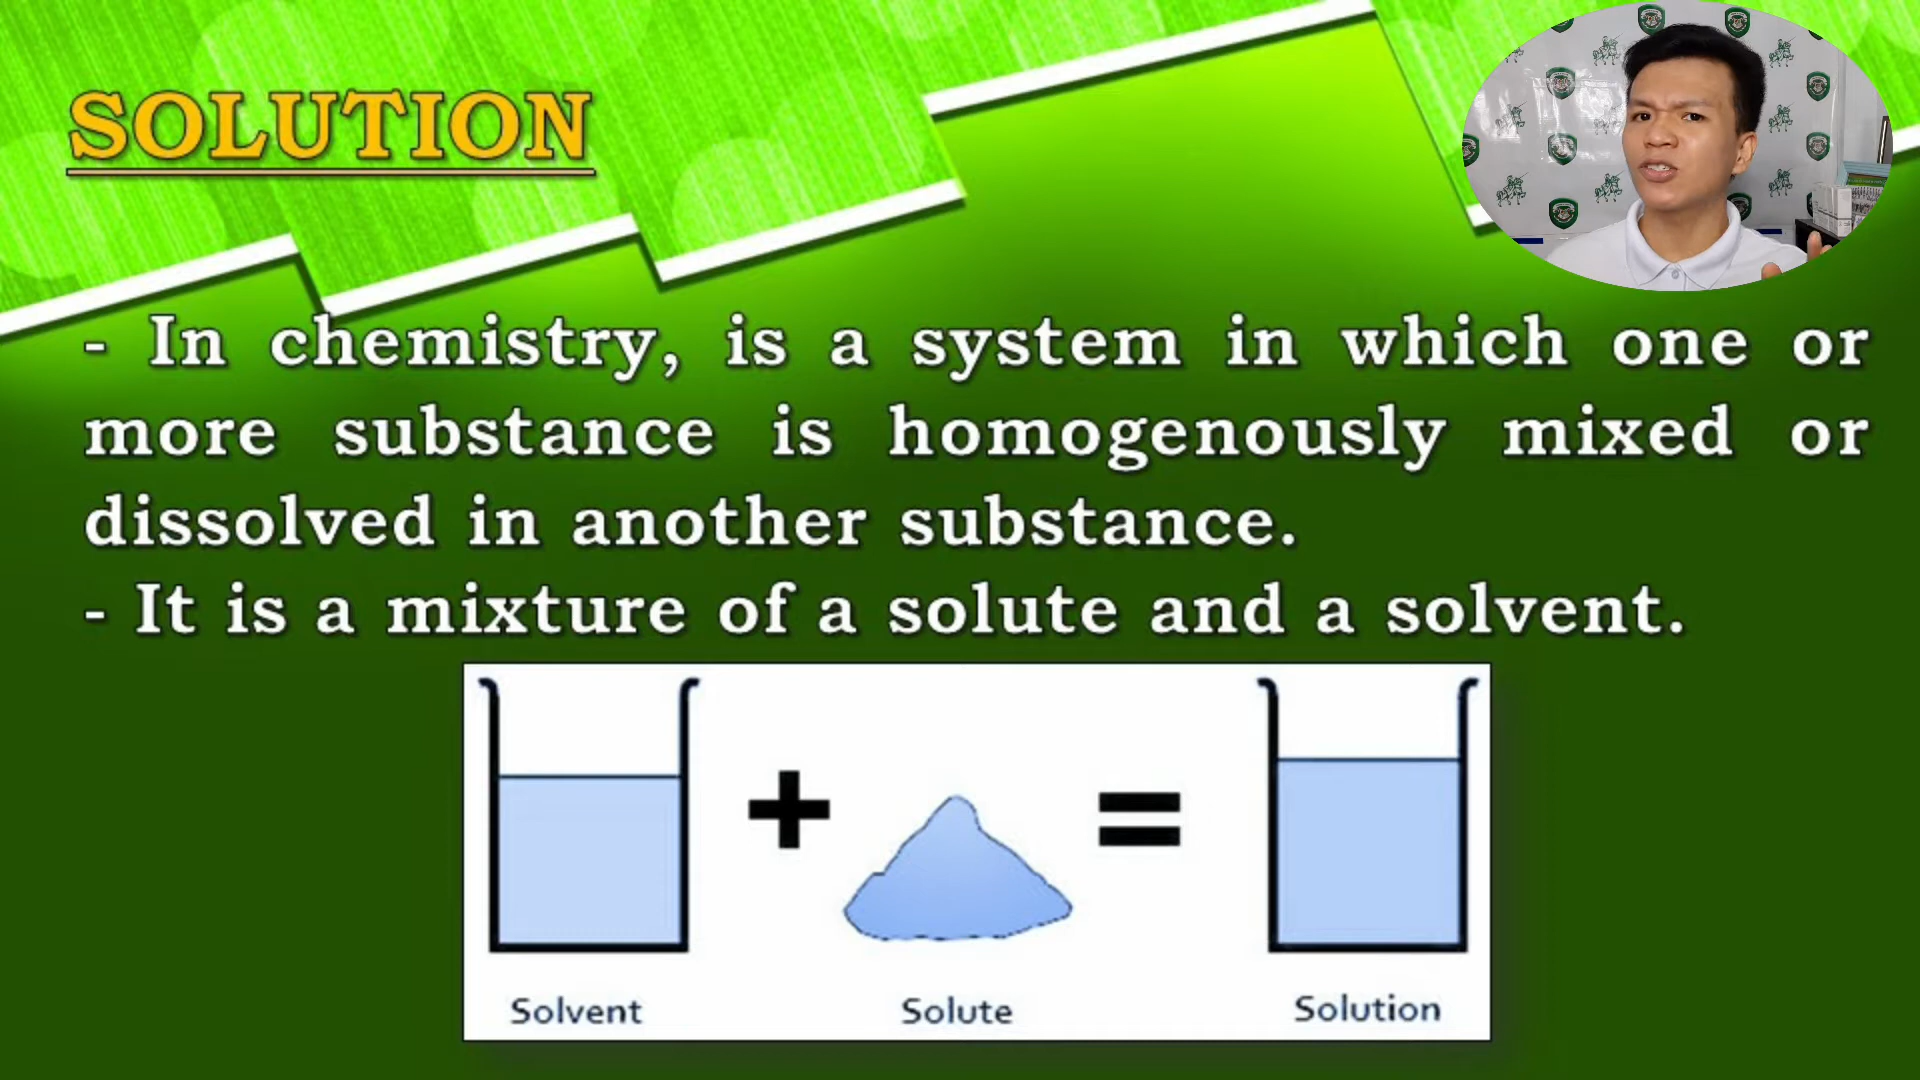 SOLUTION
- In chemistry, is a system in which one or
more substance is homogenously mixed or
dissolved in another substance.
- It is a mixture of a solute and a solvent.
+ =
Solvent Solute Solution